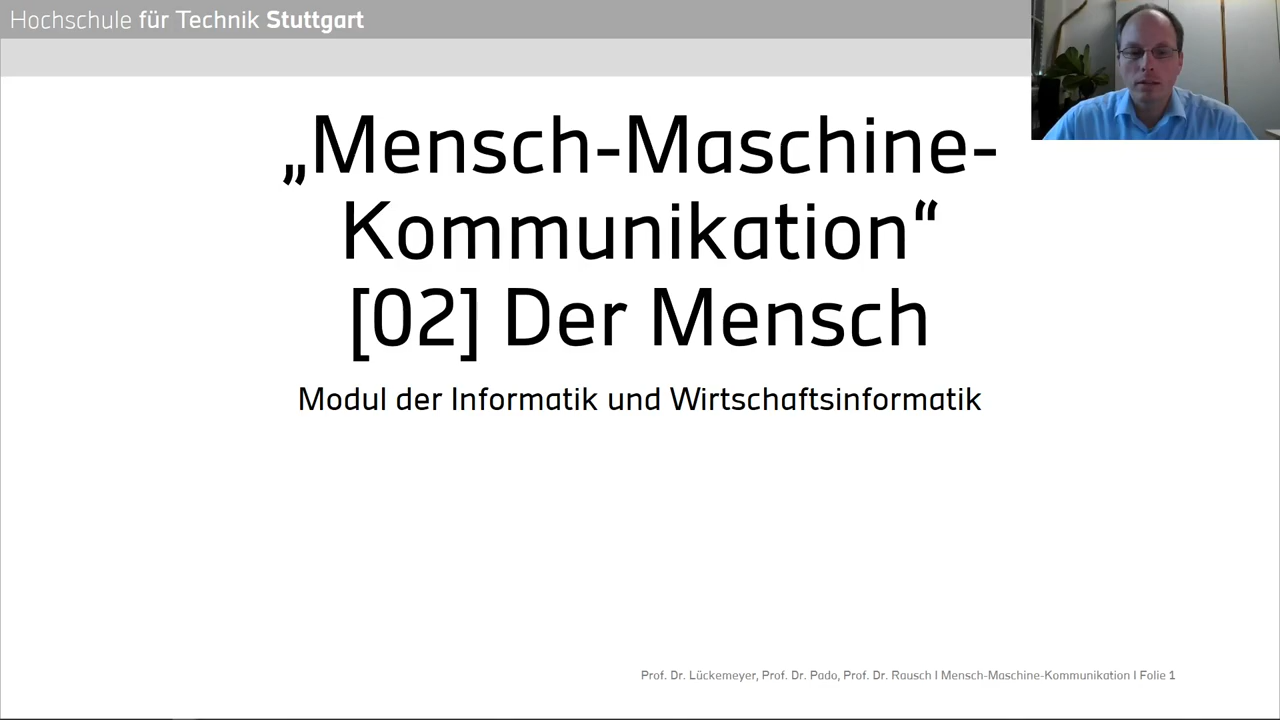 Hochschule für Technik Stuttgart
„Mensch-Maschine-
Kommunikation“
[02] Der Mensch
Modul der Informatik und Wirtschaftsinformatik
Prof. Dr. Lückemeyer, Prof. Dr. Pado, Prof. Dr. Rausch I Mensch-Maschine-Kommunikation I Folie 1